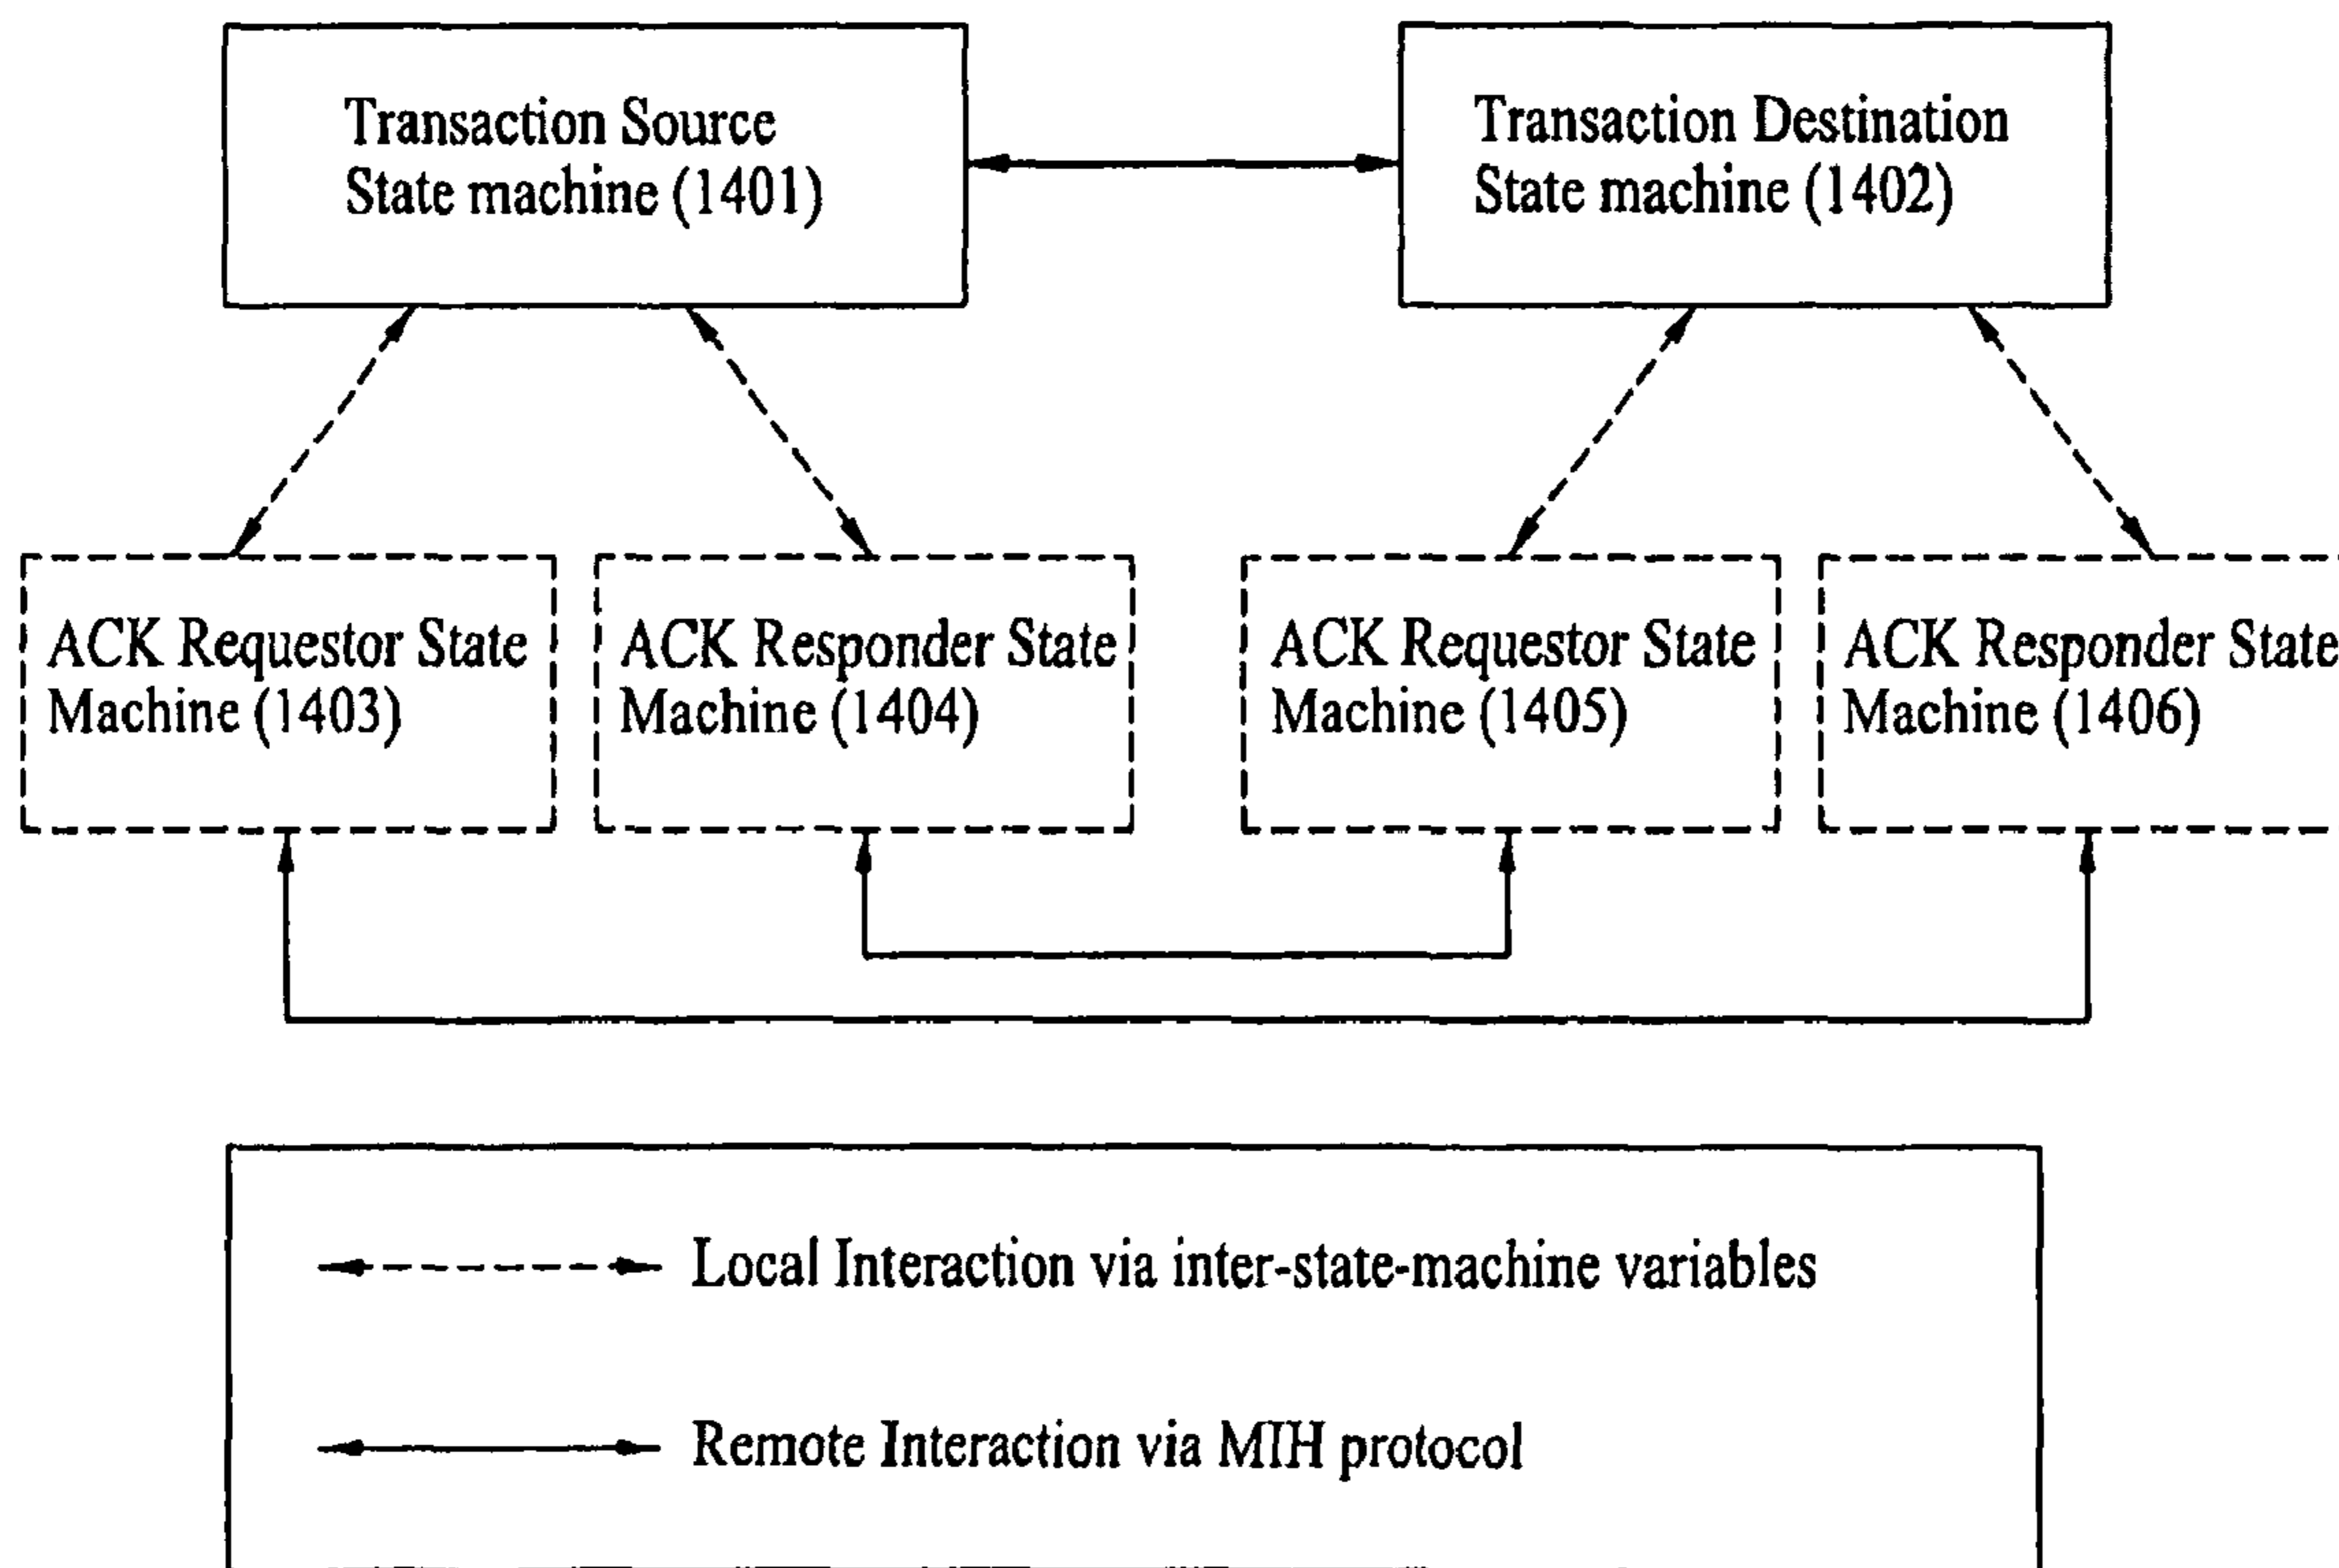 Transaction Source
State machine (1401)
Transaction Destination
State machine (1402)
ACK Requestor State
Machine (1403)
ACK Responder State
Machine (1404)
ACK Requestor State
Machine (1405)
ACK Responder State
Machine (1406)
Local Interaction via inter-state-machine variables
Remote Interaction via MIH protocol